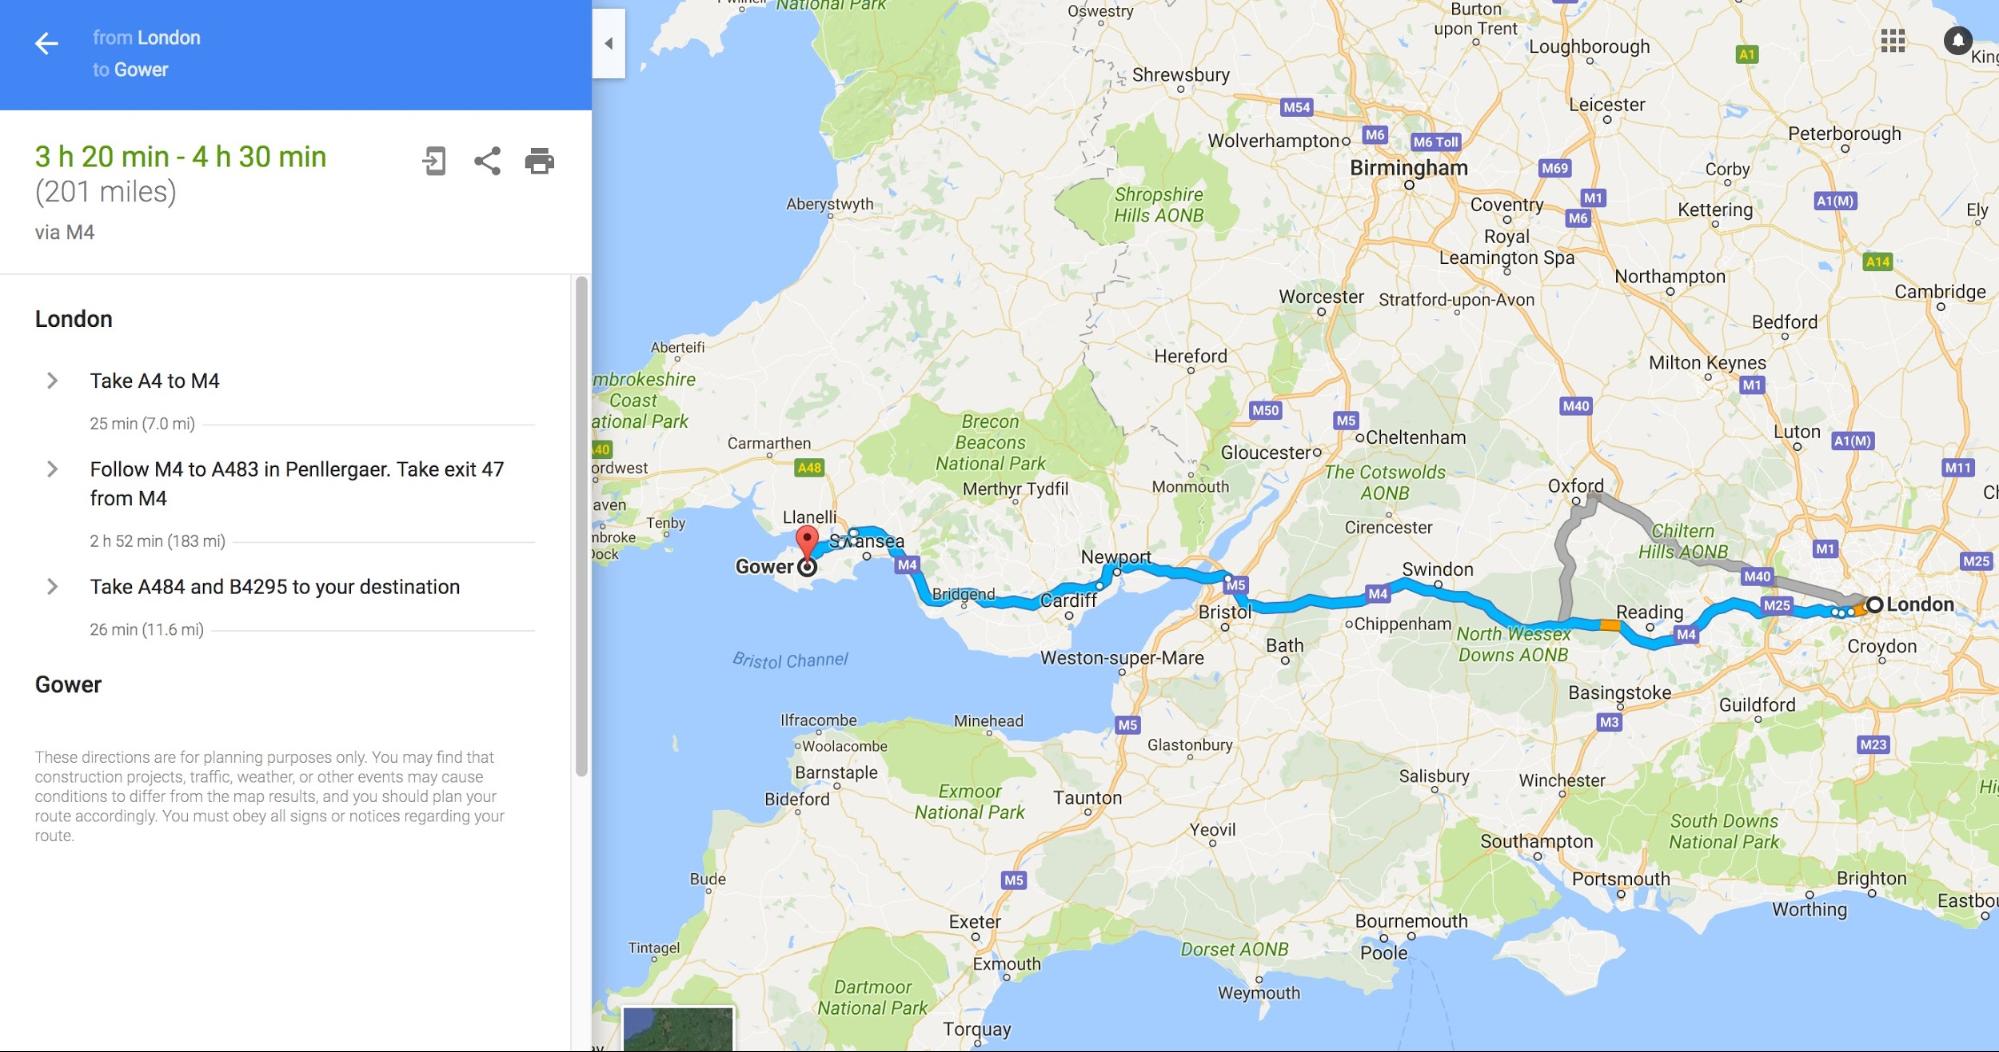 from London
to Gower
3 h 20 min - 4 h 30 min
(201 miles)
via M4
London
Take A4 to M4
25 min (7.0 mi)
Follow M4 to A483 in Penllergaer. Take exit 47
from M4
2 h 52 min (183 mi)
Take A484 and B4295 to your destination
26 min (11.6 mi)
Gower
These directions are for planning purposes only. You may find that
construction projects, traffic, weather, or other events may cause
conditions to differ from the map results, and you should plan your
route accordingly. You must obey all signs or notices regarding your
route.
National Park
Oswestry
Burton
upon Trent
Loughborough
A1
King
Shrewsbury
M54
Leicester
Wolverhampton
M6
M6 Toll
Peterborough
Birmingham
M69
Corby
Shropshire
Hills AONB
Aberystwyth
Coventry
M1
M6
Kettering
A1(M)
Ely
Royal
Leamington Spa
A14
Northampton
Worcester
Stratford-upon-Avon
Cambridge
Bedford
Aberteifi
Hereford
Milton Keynes
M1
mbrokeshire
Coast
ational Park
M50
M5
M40
Brecon
Beacons
National Park
Carmarthen
Cheltenham
Luton
A1(M)
40
ordwest
A48
Gloucester
M11
The Cotswolds
AONB
Merthyr Tydfil
Monmouth
Oxford
Ch
aven
Tenby
Llanelli
Cirencester
Chiltern
Hills AONB
mbroke
Dock
Swansea
M1
Newport
M25
Gower
M4
Swindon
M40
M5
Bridgend
Cardiff
M4
M25
London
Bristol
Reading
Chippenham
M4
North Wessex
Downs AONB
Bath
Croydon
Bristol Channel
Weston-super-Mare
Basingstoke
Guildford
Ilfracombe
Minehead
M5
M3
Woolacombe
Glastonbury
M23
Barnstaple
Salisbury
Winchester
Exmoor
National Park
Bideford
Taunton
Hi
Yeovil
South Downs
National Park
Southampton
Bude
M5
Portsmouth
Brighton
Worthing
Eastbou
Exeter
Bournemouth
Tintagel
Dorset AONB
Poole
Exmouth
Dartmoor
National Park
Weymouth
Torquay